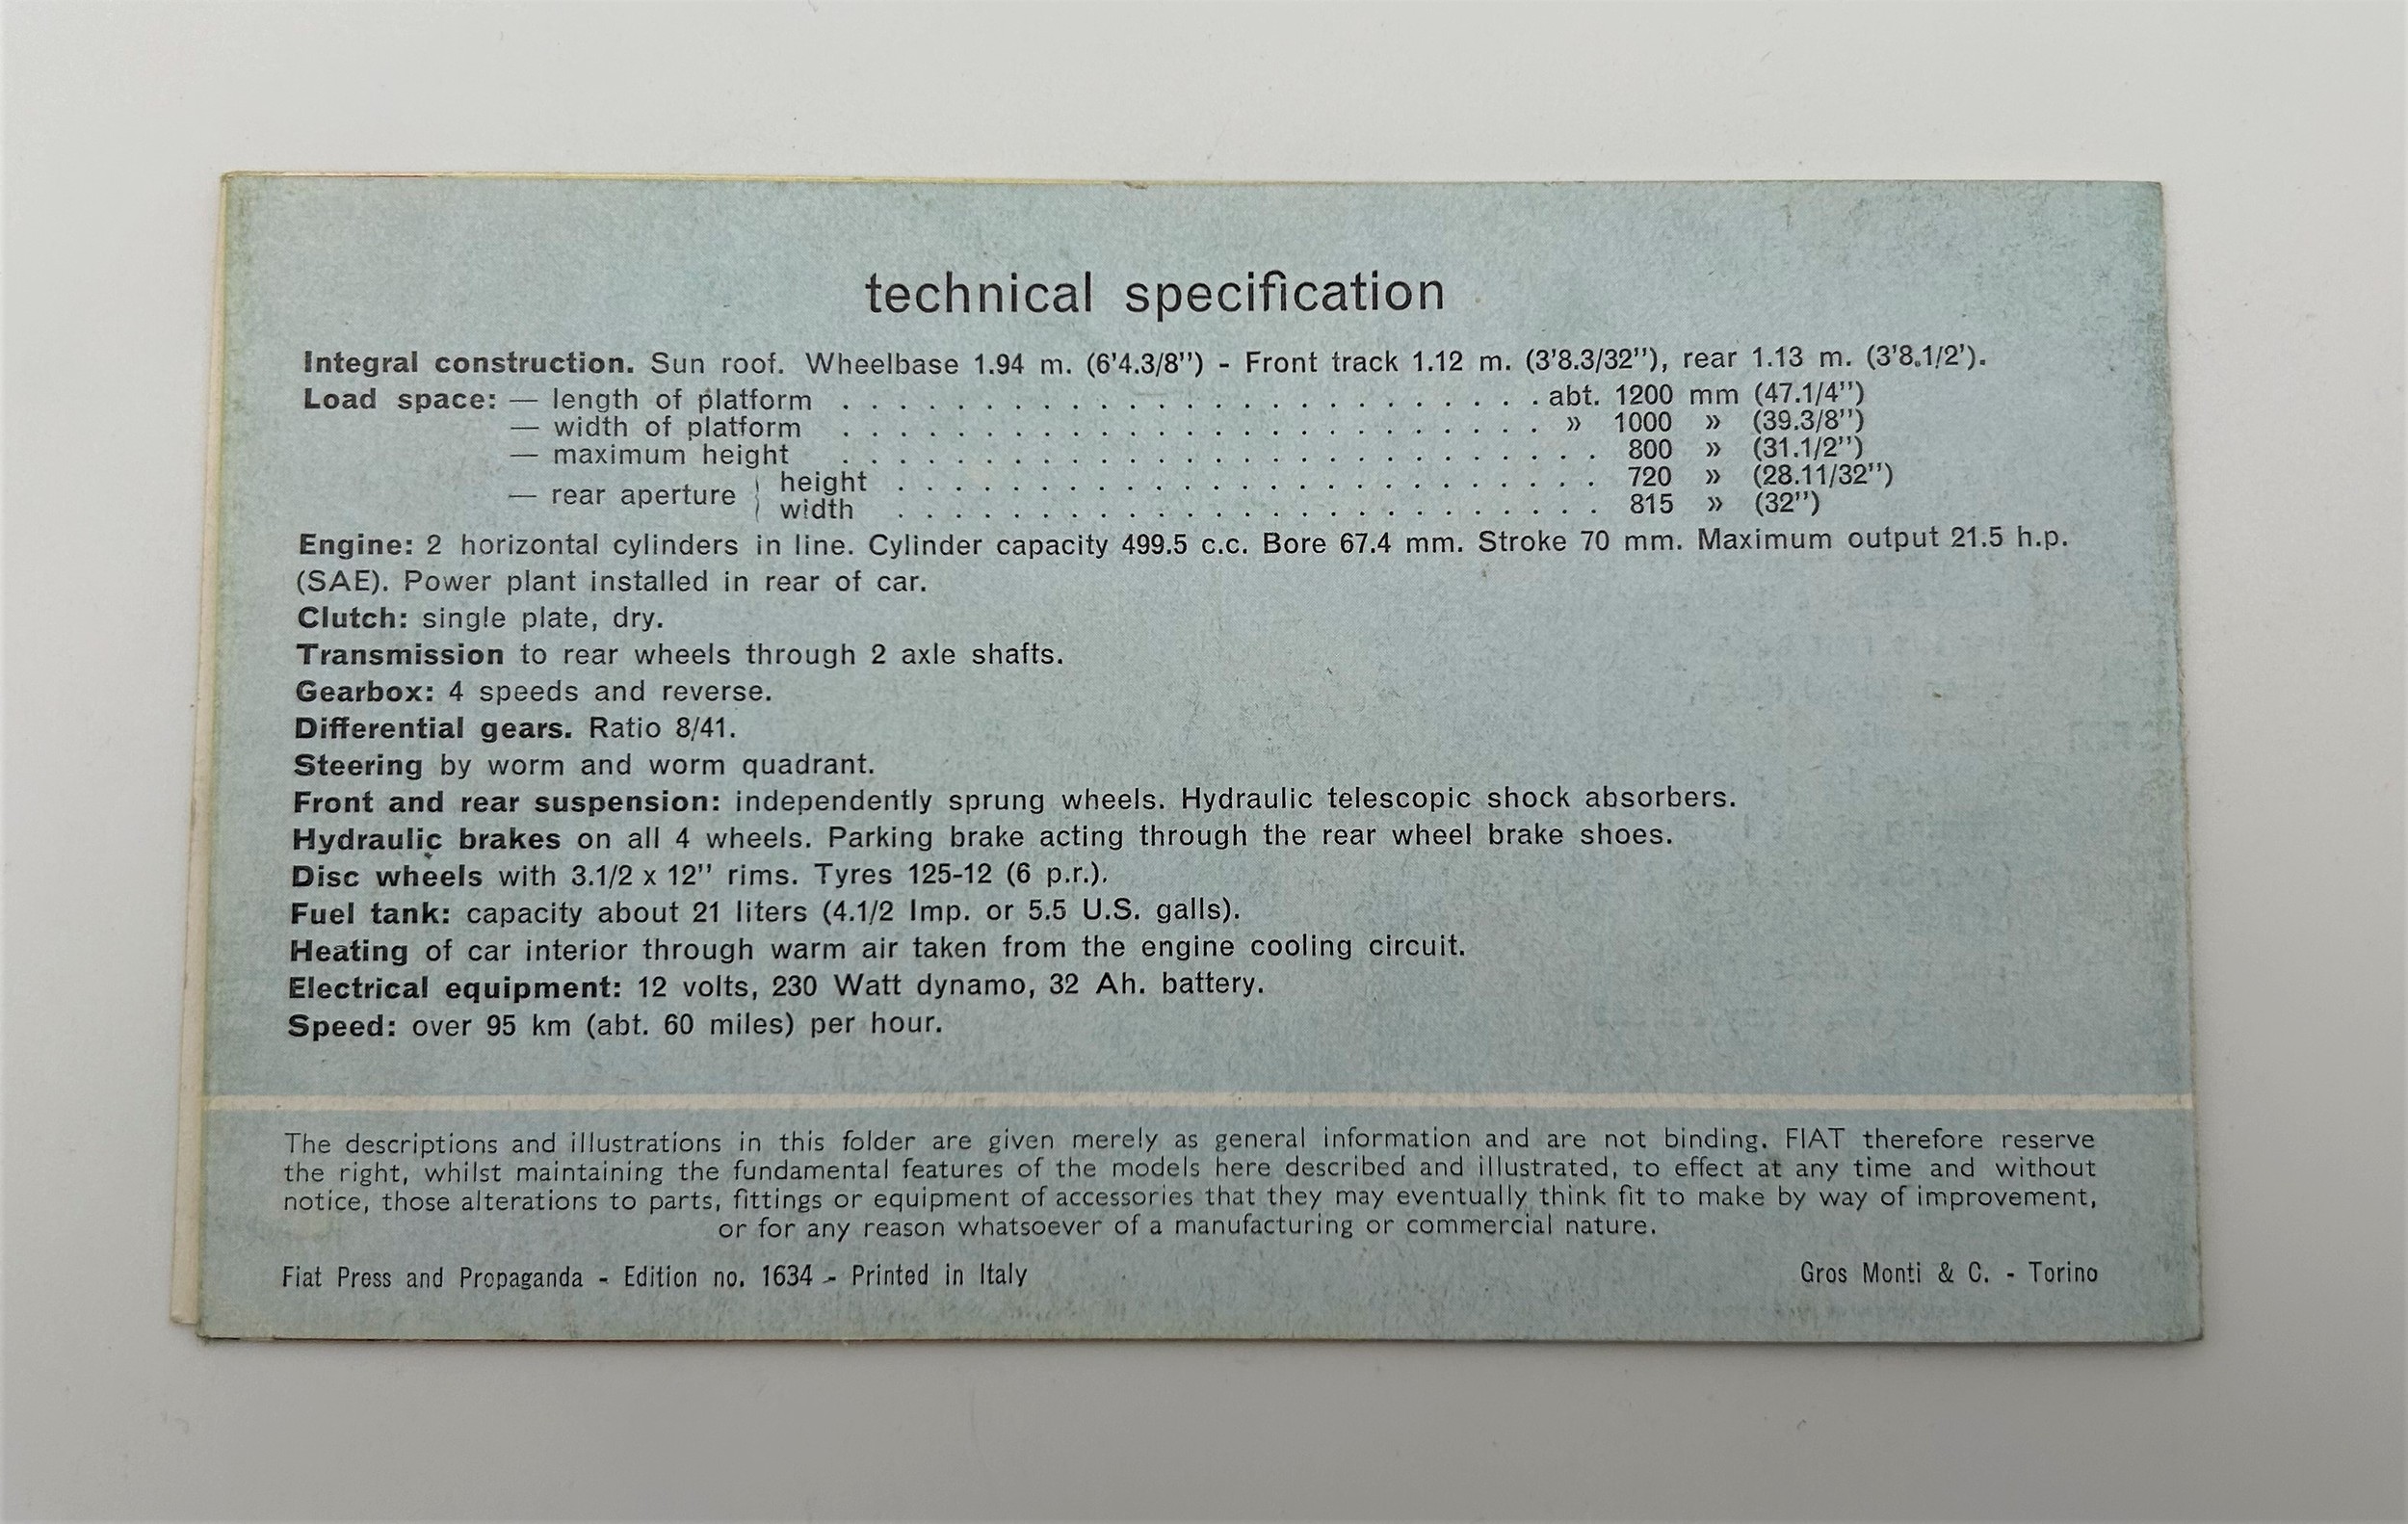 technical specification
Integral construction. Sun roof. Wheelbase 1.94 m. (6'4.3/8'') - Front track 1.12 m. (3'8.3/32''), rear 1.13 m. (3'8.1/2').
Load space: — length of platform . . . . . . . . . . . . . . . . . . . . . . . . . abt. 1200 mm (47.1/4'')
— width of platform . . . . . . . . . . . . . . . . . . . . . . . . . » 1000 » (39.3/8'')
— maximum height . . . . . . . . . . . . . . . . . . . . . . . . . . . 800 » (31.1/2'')
— rear aperture { height . . . . . . . . . . . . . . . . . . . . . . . . . 720 » (28.11/32'')
width . . . . . . . . . . . . . . . . . . . . . . . . . 815 » (32'')
Engine: 2 horizontal cylinders in line. Cylinder capacity 499.5 c.c. Bore 67.4 mm. Stroke 70 mm. Maximum output 21.5 h.p.
(SAE). Power plant installed in rear of car.
Clutch: single plate, dry.
Transmission to rear wheels through 2 axle shafts.
Gearbox: 4 speeds and reverse.
Differential gears. Ratio 8/41.
Steering by worm and worm quadrant.
Front and rear suspension: independently sprung wheels. Hydraulic telescopic shock absorbers.
Hydraulic brakes on all 4 wheels. Parking brake acting through the rear wheel brake shoes.
Disc wheels with 3.1/2 x 12'' rims. Tyres 125-12 (6 p.r.).
Fuel tank: capacity about 21 liters (4.1/2 Imp. or 5.5 U.S. galls).
Heating of car interior through warm air taken from the engine cooling circuit.
Electrical equipment: 12 volts, 230 Watt dynamo, 32 Ah. battery.
Speed: over 95 km (abt. 60 miles) per hour.
The descriptions and illustrations in this folder are given merely as general information and are not binding. FIAT therefore reserve
the right, whilst maintaining the fundamental features of the models here described and illustrated, to effect at any time and without
notice, those alterations to parts, fittings or equipment of accessories that they may eventually think fit to make by way of improvement,
or for any reason whatsoever of a manufacturing or commercial nature.
Fiat Press and Propaganda - Edition no. 1634 - Printed in Italy
Gros Monti & C. - Torino